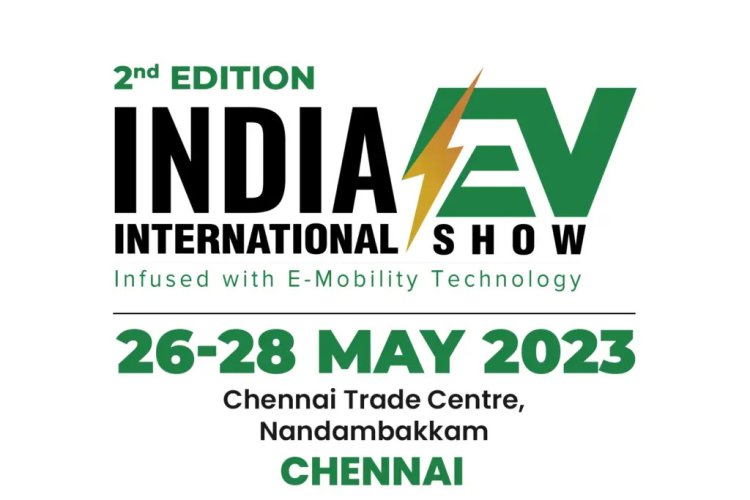 2nd EDITION
INDIA EV
INTERNATIONAL SHOW
Infused with E-Mobility Technology
26-28 MAY 2023
Chennai Trade Centre,
Nandambakkam
CHENNAI